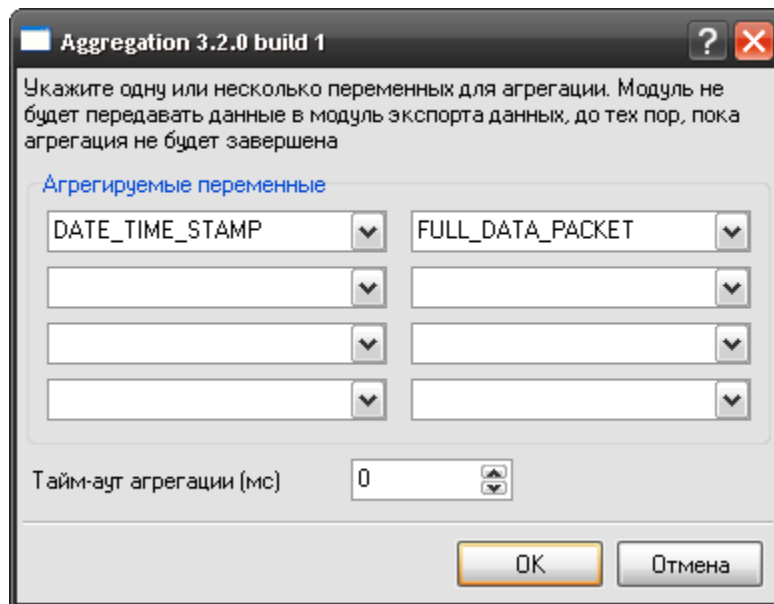 Aggregation 3.2.0 build 1
Укажите одну или несколько переменных для агрегации. Модуль не
будет передавать данные в модуль экспорта данных, до тех пор, пока
агрегация не будет завершена
Агрегируемые переменные
DATE_TIME_STAMP FULL_DATA_PACKET
Тайм-аут агрегации (мс) 0
OK Отмена